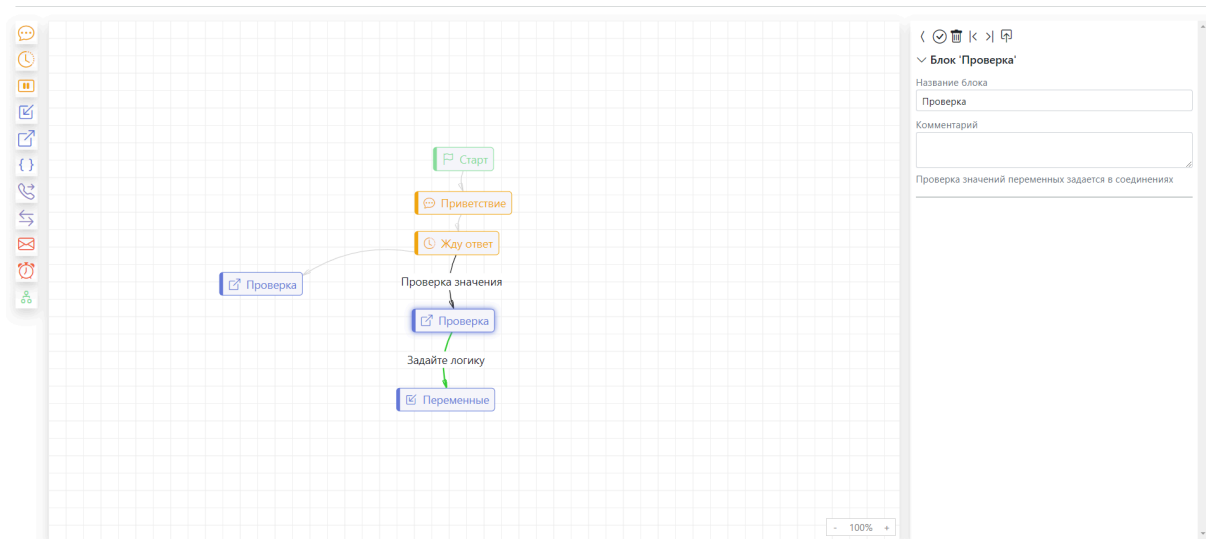 Старт
Приветствие
Жду ответ
Проверка
Проверка значения
Проверка
Задайте логику
Переменные
- 100% +
Блок 'Проверка'
Название блока
Проверка
Комментарий
Проверка значений переменных задается в соединениях